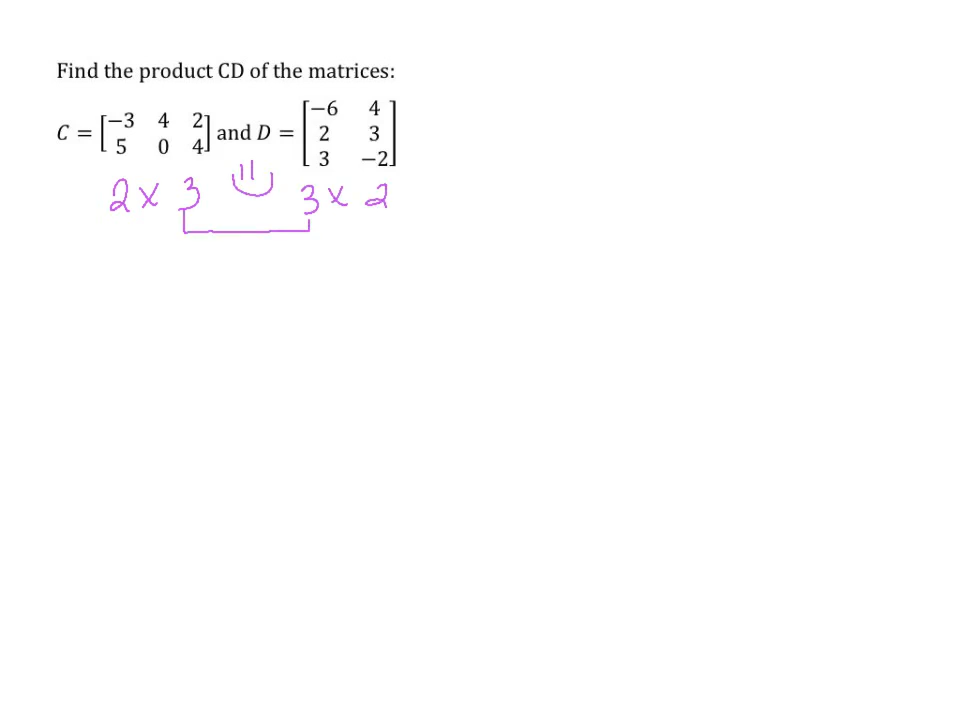 Find the product CD of the matrices:
C = [−3 4 2; 5 0 4] and D = [−6 4; 2 3; 3 −2]
2 x 3 3 x 2